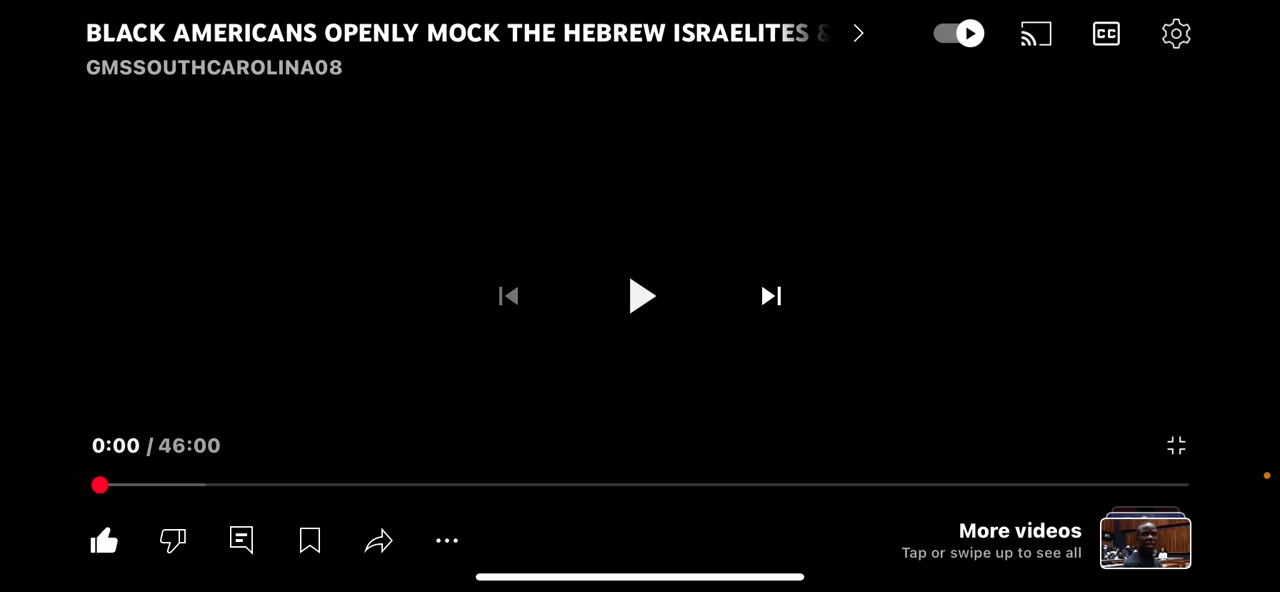 BLACK AMERICANS OPENLY MOCK THE HEBREW ISRAELITES &
GMSSOUTHCAROLINA08
CC
0:00 / 46:00
More videos
Tap or swipe up to see all